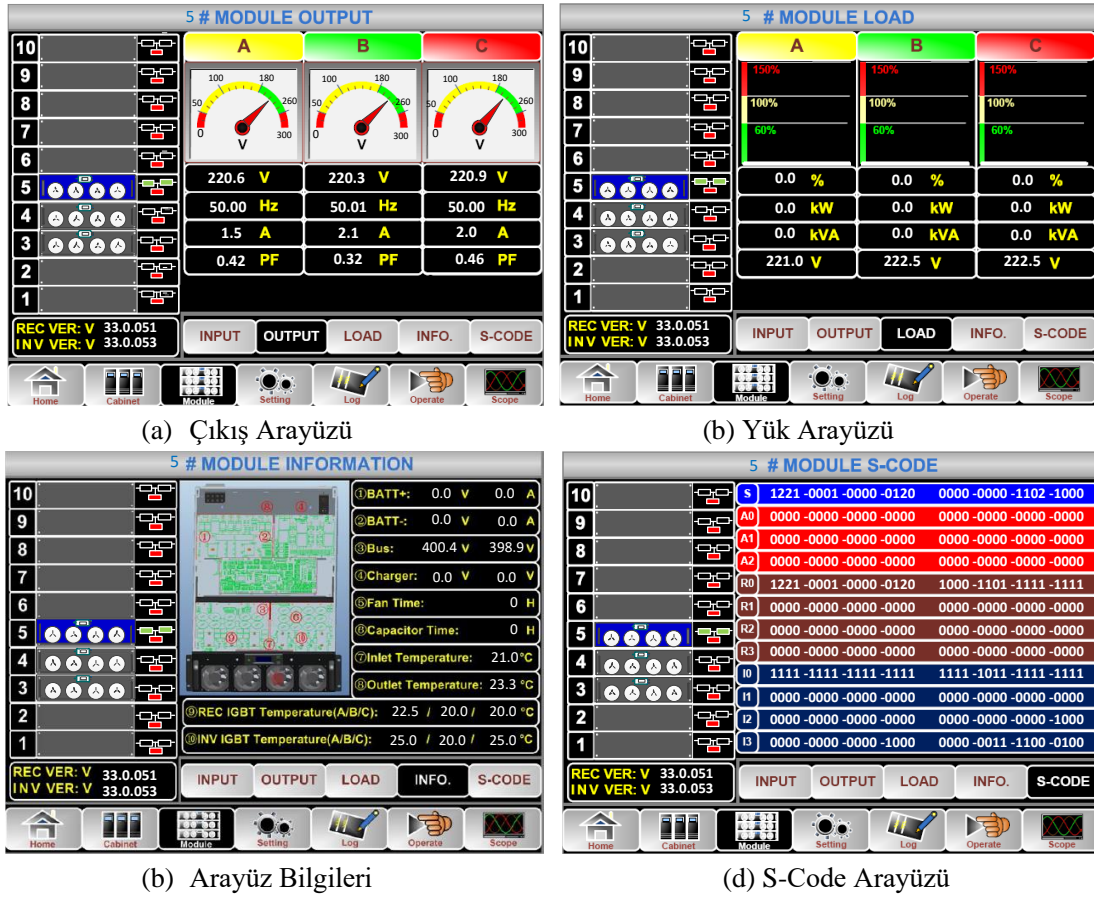 5 # MODULE OUTPUT
10
9
8
7
6
5
4
3
2
1
A B C
100 180 100 180 100 180
50 260 50 260 50 260
0 300 0 300 0 300
V V V
220.6 V 220.3 V 220.9 V
50.00 Hz 50.01 Hz 50.00 Hz
1.5 A 2.1 A 2.0 A
0.42 PF 0.32 PF 0.46 PF
REC VER: V 33.0.051
INV VER: V 33.0.053
INPUT OUTPUT LOAD INFO. S-CODE
Home Cabinet Module Setting Log Operate Scope
(a) Çıkış Arayüzü
5 # MODULE LOAD
10
9
8
7
6
5
4
3
2
1
A B C
150% 150% 150%
100% 100% 100%
60% 60% 60%
0.0 % 0.0 % 0.0 %
0.0 kW 0.0 kW 0.0 kW
0.0 kVA 0.0 kVA 0.0 kVA
221.0 V 222.5 V 222.5 V
REC VER: V 33.0.051
INV VER: V 33.0.053
INPUT OUTPUT LOAD INFO. S-CODE
Home Cabinet Module Setting Log Operate Scope
(b) Yük Arayüzü
5 # MODULE INFORMATION
10
9
8
7
6
5
4
3
2
1
⑧ ④
① ②
③ ⑥
⑨ ⑦ ⑩
①BATT+: 0.0 V 0.0 A
②BATT-: 0.0 V 0.0 A
③Bus: 400.4 V 398.9 V
④Charger: 0.0 V 0.0 V
⑤Fan Time: 0 H
⑥Capacitor Time: 0 H
⑦Inlet Temperature: 21.0°C
⑧Outlet Temperature: 23.3 °C
⑨REC IGBT Temperature(A/B/C): 22.5 / 20.0 / 20.0 °C
⑩INV IGBT Temperature(A/B/C): 25.0 / 20.0 / 25.0 °C
REC VER: V 33.0.051
INV VER: V 33.0.053
INPUT OUTPUT LOAD INFO. S-CODE
Home Cabinet Module Setting Log Operate Scope
(b) Arayüz Bilgileri
5 # MODULE S-CODE
10
9
8
7
6
5
4
3
2
1
S 1221 -0001 -0000 -0120 0000 -0000 -1102 -1000
A0 0000 -0000 -0000 -0000 0000 -0000 -0000 -0000
A1 0000 -0000 -0000 -0000 0000 -0000 -0000 -0000
A2 0000 -0000 -0000 -0000 0000 -0000 -0000 -0000
R0 1221 -0001 -0000 -0120 1000 -1101 -1111 -1111
R1 0000 -0000 -0000 -0000 0000 -0000 -0000 -0000
R2 0000 -0000 -0000 -0000 0000 -0000 -0000 -0000
R3 0000 -0000 -0000 -0000 0000 -0000 -0000 -0000
I0 1111 -1111 -1111 -1111 1111 -1011 -1111 -1111
I1 0000 -0000 -0000 -0000 0000 -0000 -0000 -0000
I2 0000 -0000 -0000 -0000 0000 -0000 -0000 -1000
I3 0000 -0000 -0000 -1000 0000 -0011 -1100 -0100
REC VER: V 33.0.051
INV VER: V 33.0.053
INPUT OUTPUT LOAD INFO. S-CODE
Home Cabinet Module Setting Log Operate Scope
(d) S-Code Arayüzü